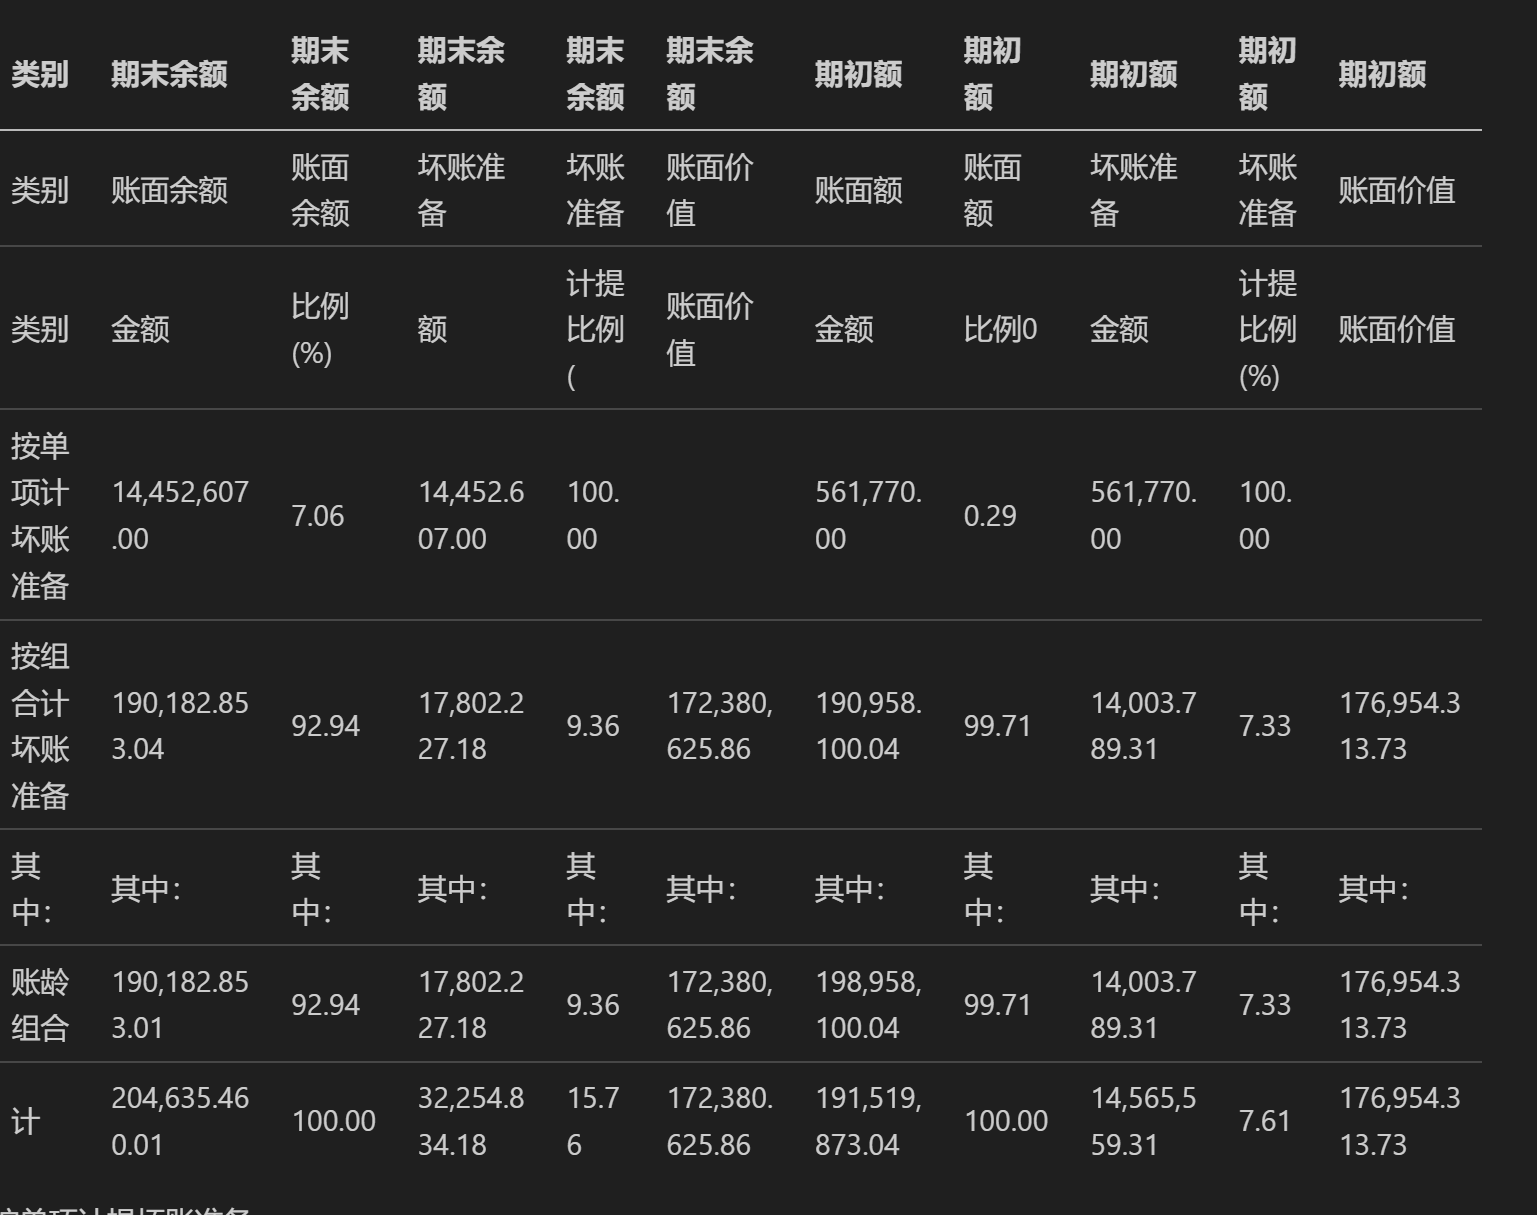 类别 期末余额 期末余额 期末余额 期末余额 期末余额 期初额 期初额 期初额 期初额 期初额
类别 账面余额 账面余额 坏账准备 坏账准备 账面价值 账面额 账面额 坏账准备 坏账准备 账面价值
类别 金额 比例(%) 额 计提比例( 账面价值 金额 比例0 金额 计提比例(%) 账面价值
按单项计坏账准备 14,452,607.00 7.06 14,452.607.00 100.00 561,770.00 0.29 561,770.00 100.00
按组合计坏账准备 190,182.853.04 92.94 17,802.227.18 9.36 172,380,625.86 190,958.100.04 99.71 14,003.789.31 7.33 176,954.313.73
其中： 其中： 其中： 其中： 其中： 其中： 其中： 其中： 其中： 其中： 其中：
账龄组合 190,182.853.01 92.94 17,802.227.18 9.36 172,380,625.86 198,958,100.04 99.71 14,003.789.31 7.33 176,954.313.73
计 204,635.460.01 100.00 32,254.834.18 15.76 172,380.625.86 191,519,873.04 100.00 14,565,559.31 7.61 176,954.313.73
按单项计提坏账准备